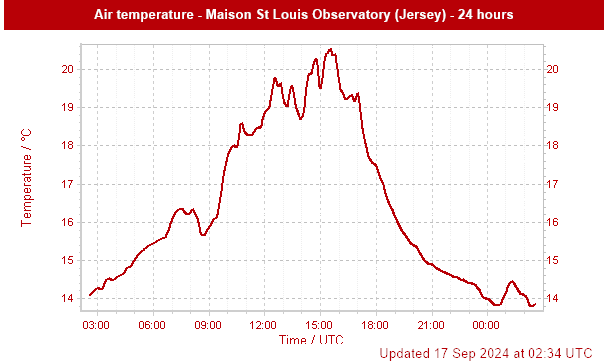 Air temperature - Maison St Louis Observatory (Jersey) - 24 hours
20 20
19 19
18 18
17 17
16 16
15 15
14 14
Temperature / °C
03:00 06:00 09:00 12:00 15:00 18:00 21:00 00:00
Time / UTC
Updated 17 Sep 2024 at 02:34 UTC